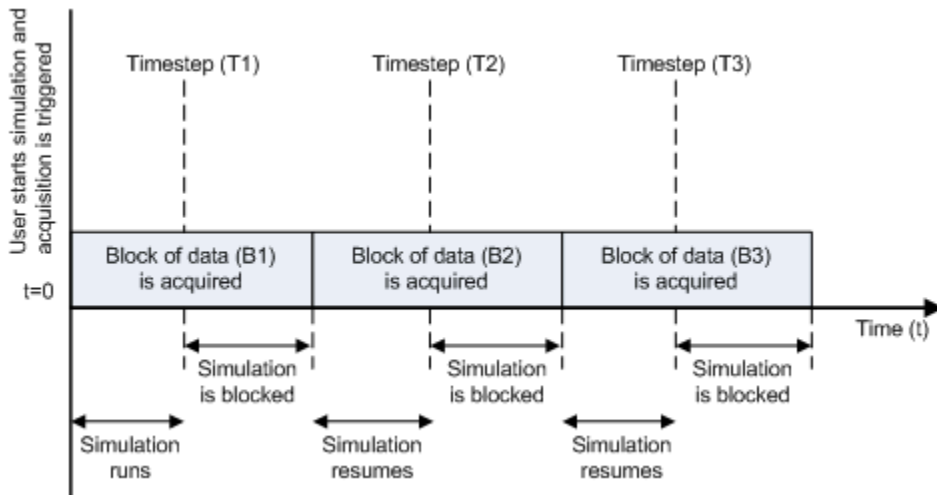 User starts simulation and
acquisition is triggered
Timestep (T1)
Timestep (T2)
Timestep (T3)
Block of data (B1)
is acquired
Block of data (B2)
is acquired
Block of data (B3)
is acquired
t=0
Time (t)
Simulation
is blocked
Simulation
is blocked
Simulation
is blocked
Simulation
runs
Simulation
resumes
Simulation
resumes